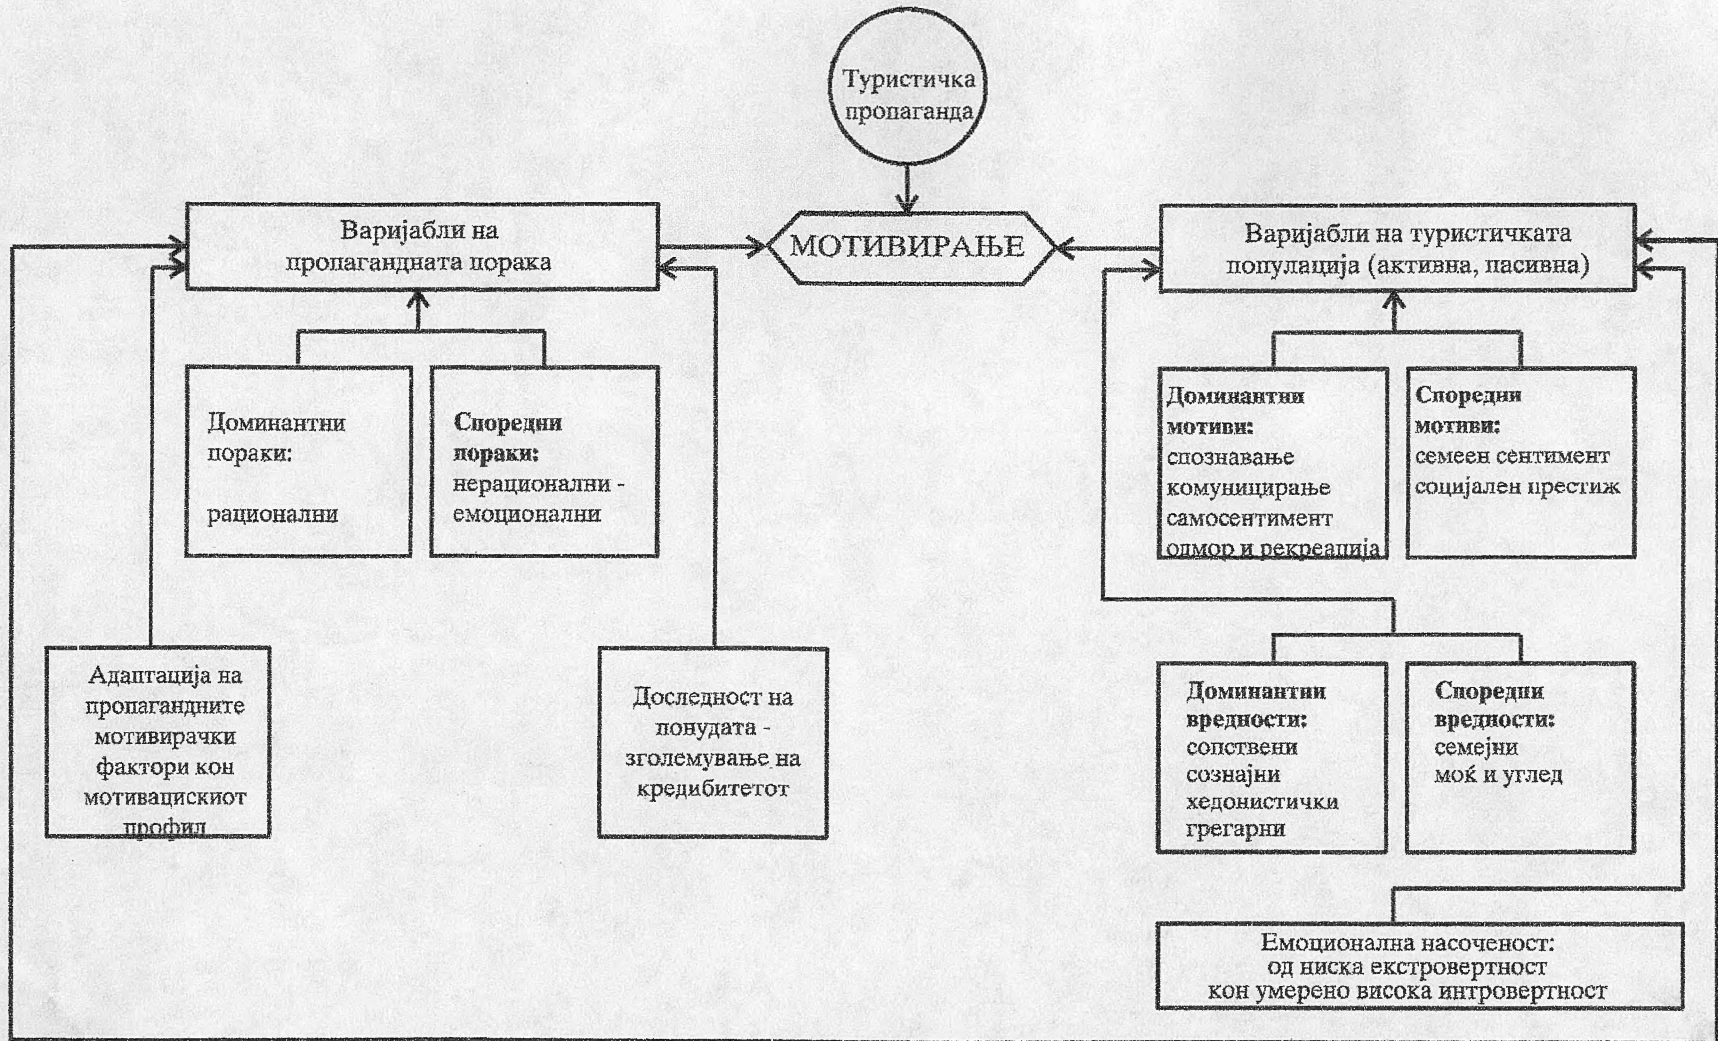 Туристичка
пропаганда
Варијабли на
пропагандната порака
МОТИВИРАЊЕ
Варијабли на туристичката
популација (активна, пасивна)
Доминантни
пораки:
рационални
Споредни
пораки:
нерационални -
емоционални
Доминантни
мотиви:
спознавање
комуницирање
самосентимент
одмор и рекреација
Споредни
мотиви:
семеен сентимент
социјален престиж
Адаптација на
пропагандните
мотивирачки
фактори кон
мотивацискиот
профил
Доследност на
понудата -
зголемување на
кредибитетот
Доминантни
вредности:
сопствени
сознајни
хедонистички
грегарни
Споредни
вредности:
семејни
моќ и углед
Емоционална насоченост:
од ниска екстровертност
кон умерено висока интровертност